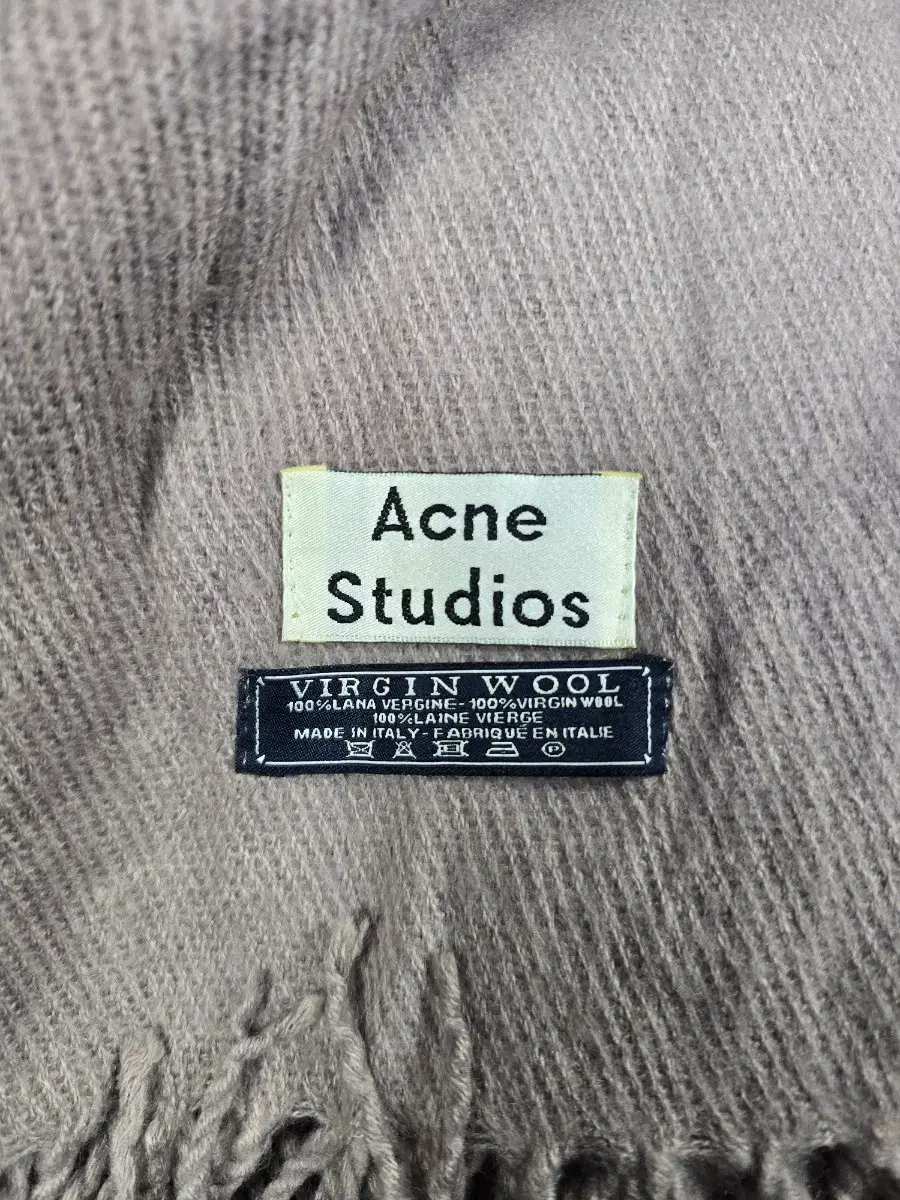 Acne
Studios
VIRGIN WOOL
100%LANA VERGINE-100%VIRGIN WOOL
100%LAINE VIERGE
MADE IN ITALY-FABRIQUÉ EN ITALIE
P